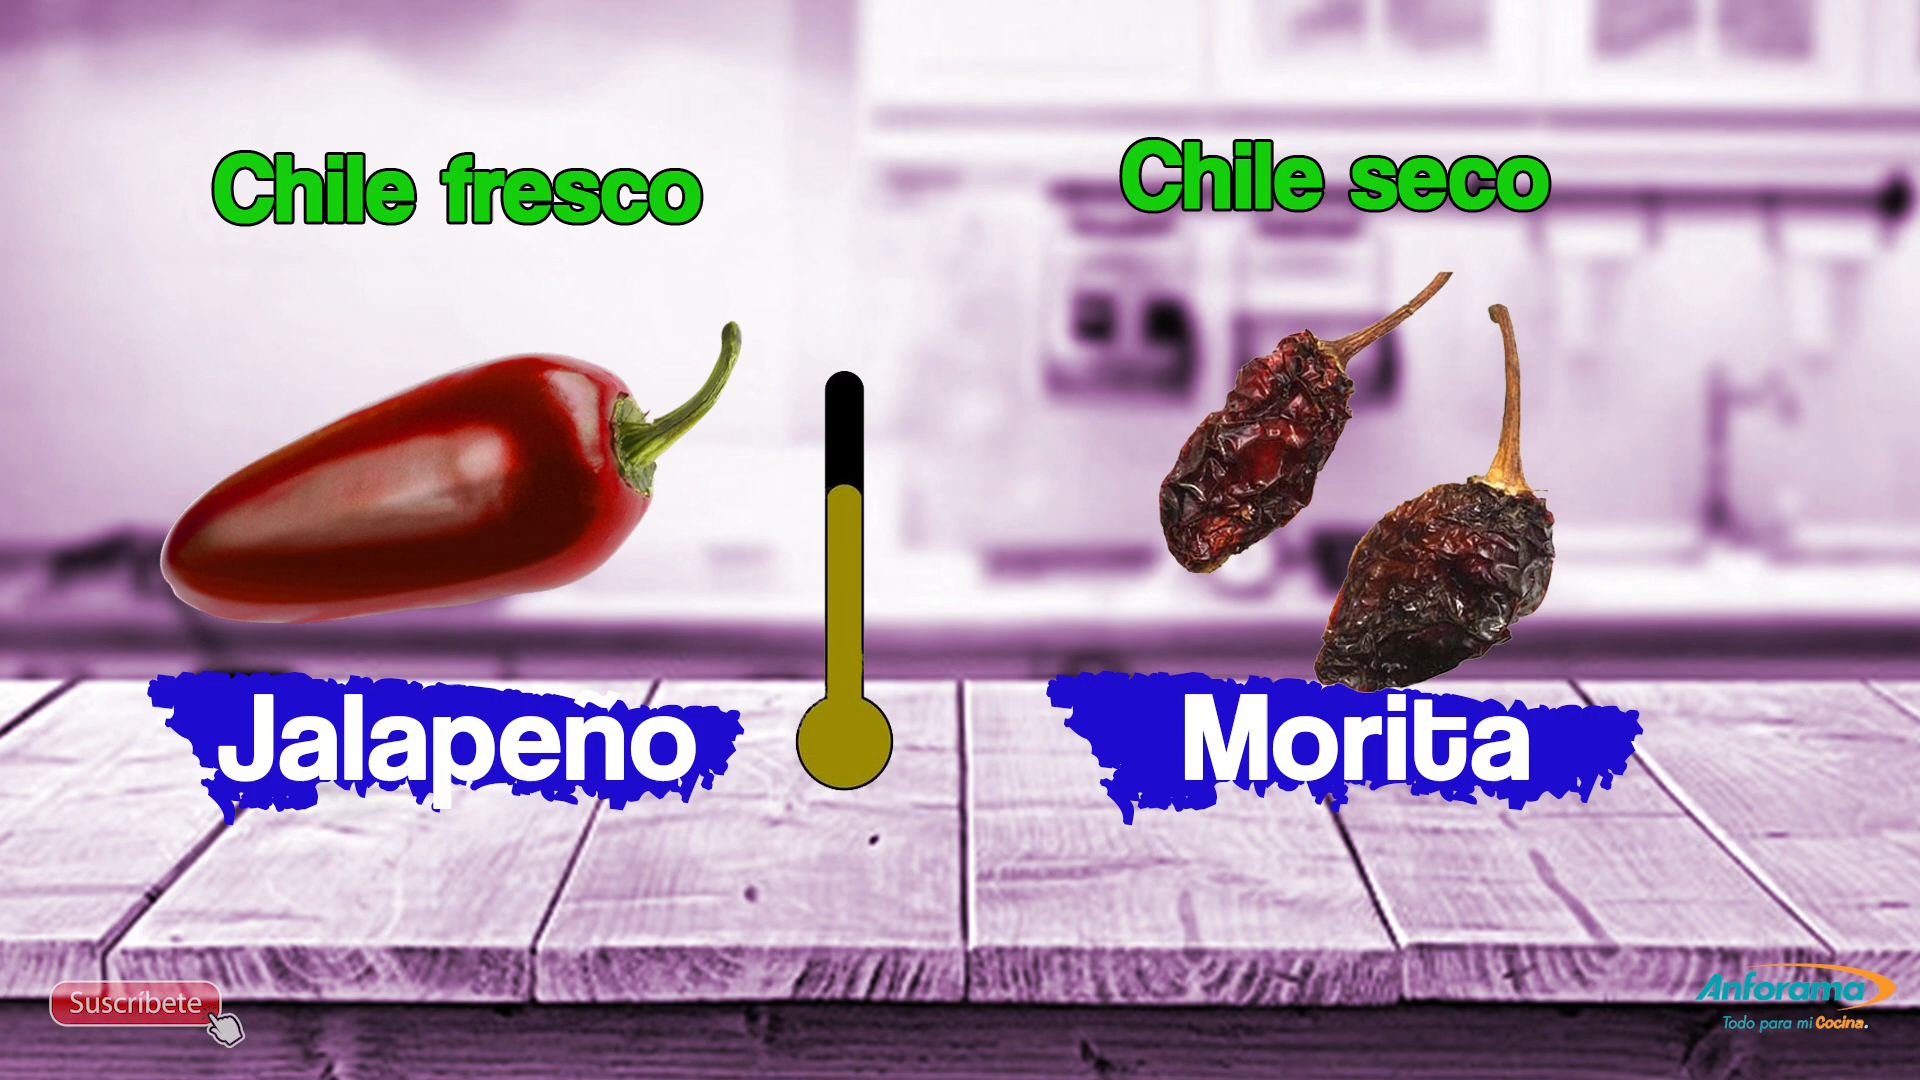 Chile fresco
Chile seco
Jalapeño
Morita
Suscríbete
Anforama
Todo para mi Cocina.